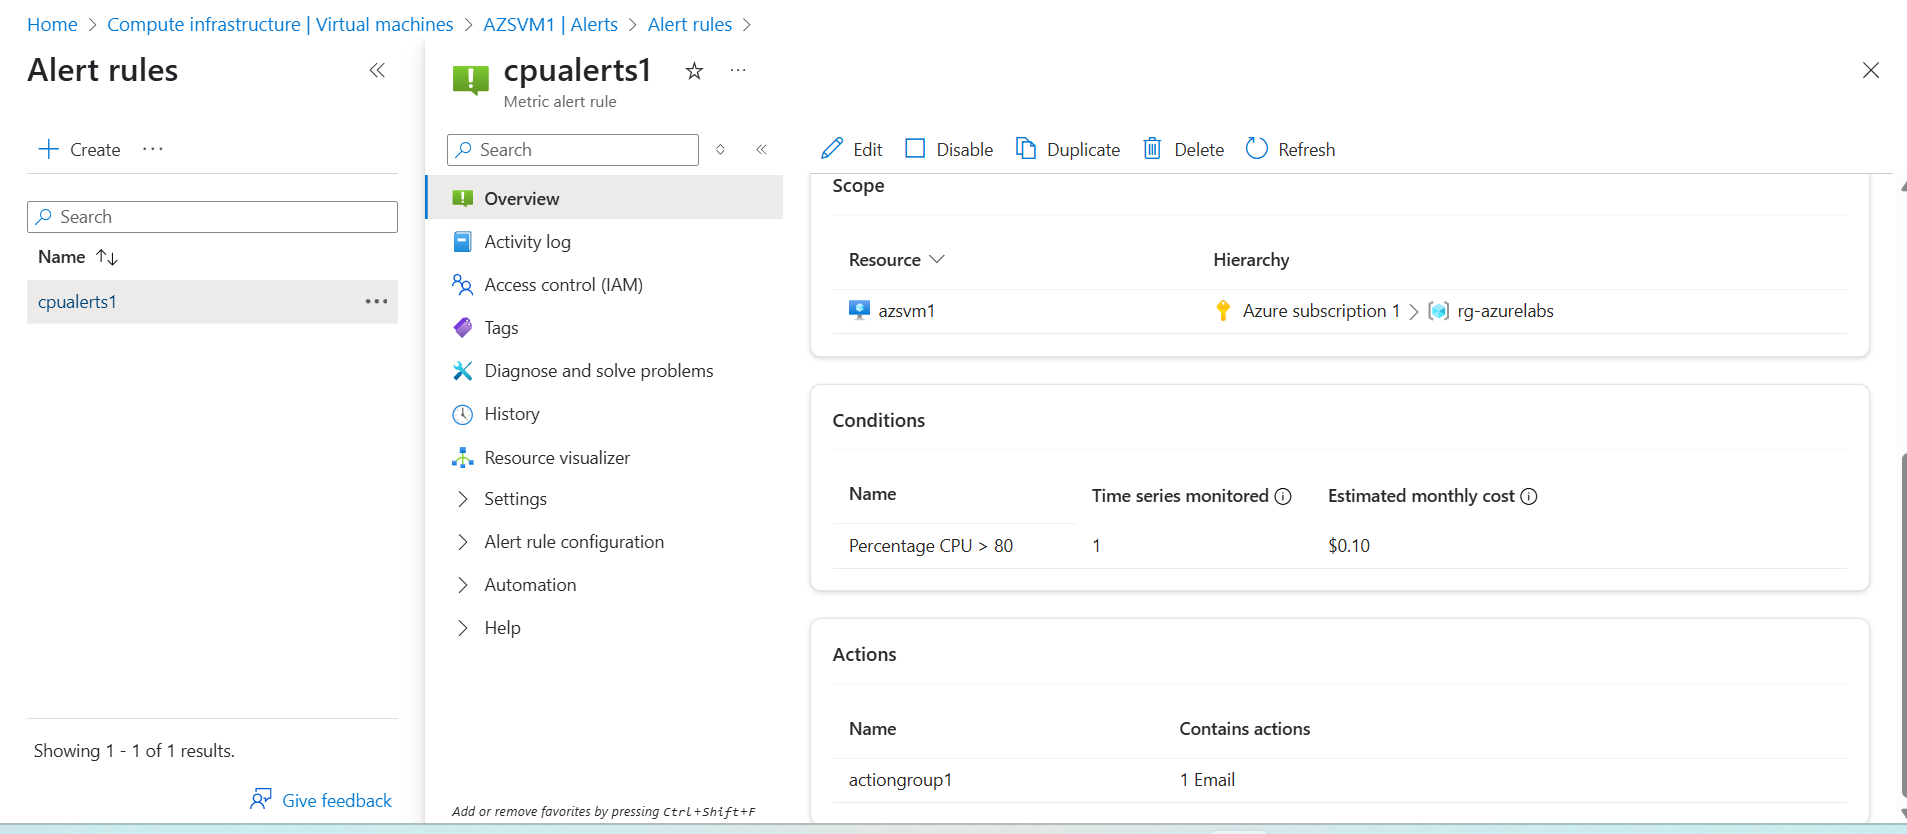 Home > Compute infrastructure | Virtual machines > AZSVM1 | Alerts > Alert rules >
Alert rules
Create
Search
Name
cpualerts1
Showing 1 - 1 of 1 results.
Give feedback
cpualerts1
Metric alert rule
Search
Overview
Activity log
Access control (IAM)
Tags
Diagnose and solve problems
History
Resource visualizer
Settings
Alert rule configuration
Automation
Help
Add or remove favorites by pressing Ctrl+Shift+F
Edit Disable Duplicate Delete Refresh
Scope
Resource Hierarchy
azsvm1 Azure subscription 1 > rg-azurelabs
Conditions
Name Time series monitored Estimated monthly cost
Percentage CPU > 80 1 $0.10
Actions
Name Contains actions
actiongroup1 1 Email